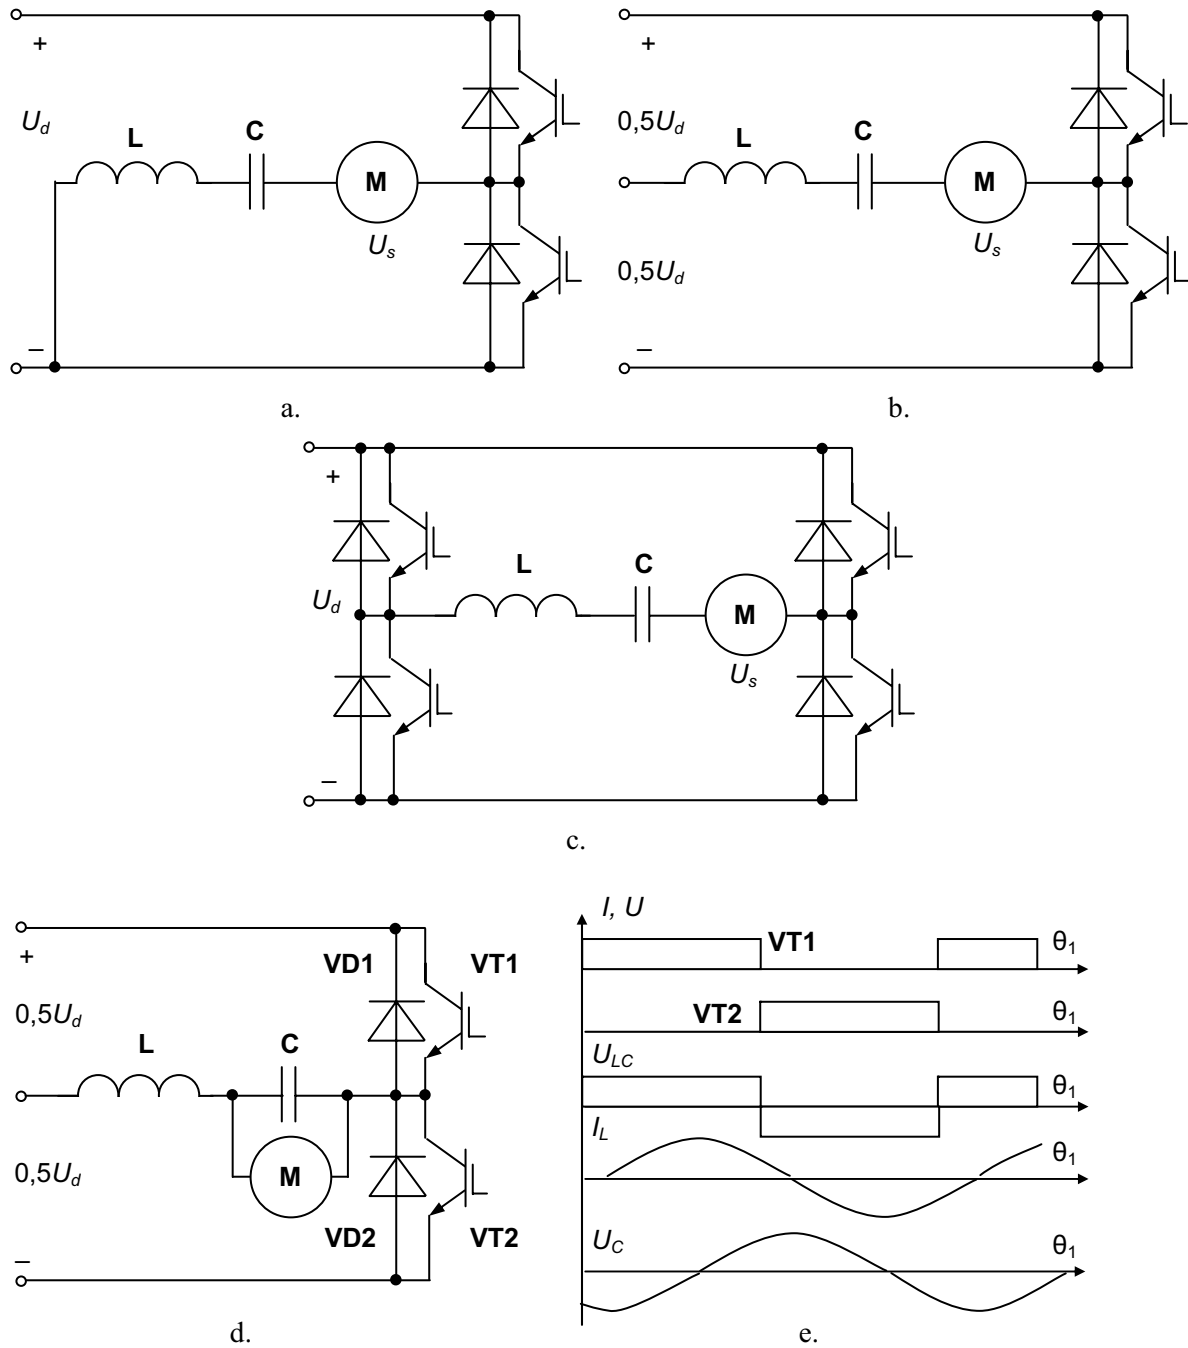 +
U_d
L
C
M
U_s
–
a.
+
0,5U_d
L
C
M
U_s
0,5U_d
–
b.
+
L
C
U_d
M
U_s
–
c.
+
VD1
VT1
0,5U_d
L
C
0,5U_d
M
VD2
VT2
–
d.
I, U
VT1
θ₁
VT2
θ₁
U_LC
θ₁
I_L
θ₁
U_C
θ₁
e.